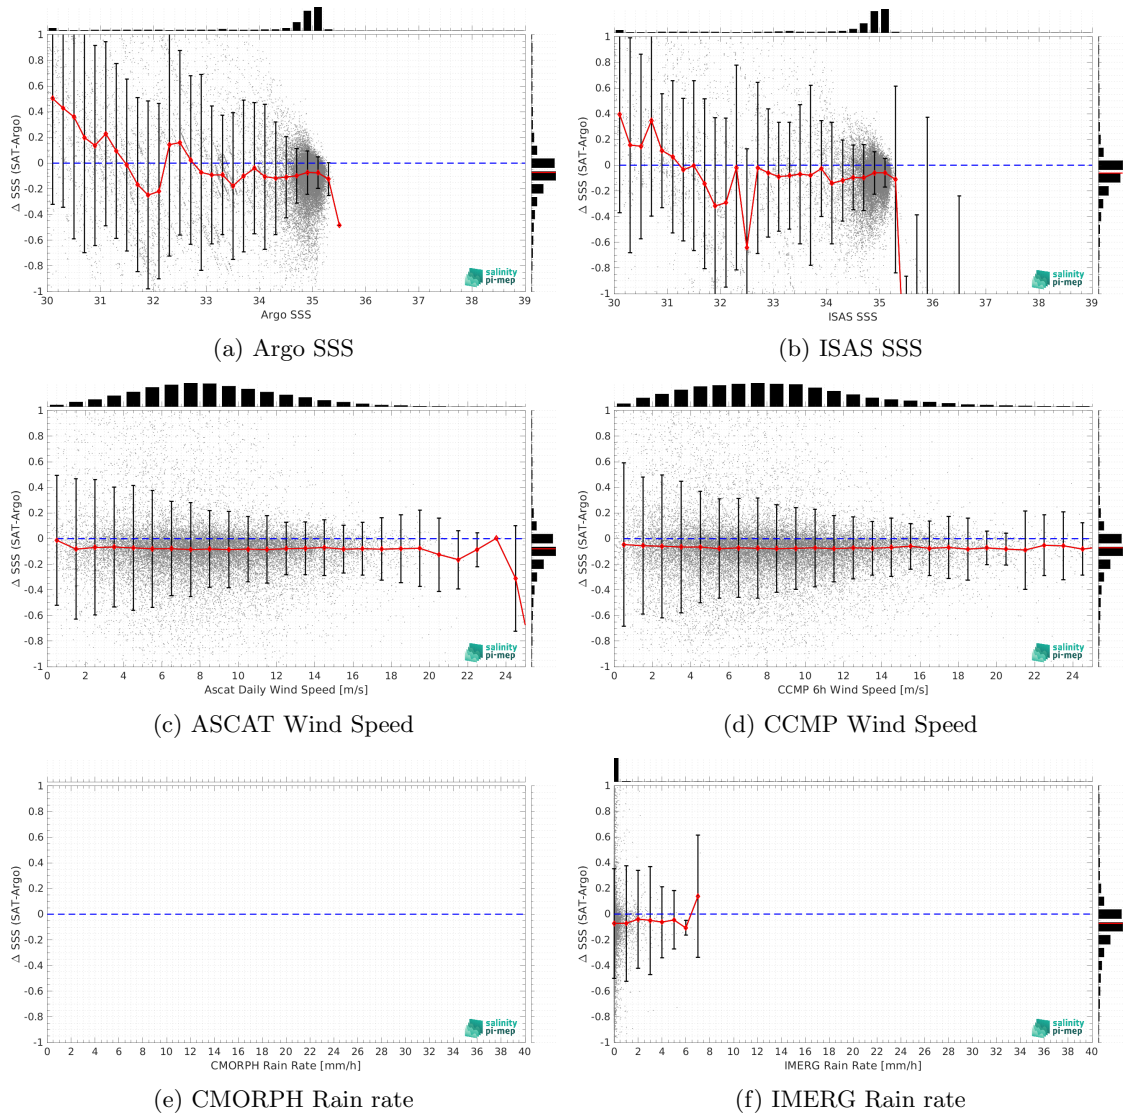 1
0.8
0.6
0.4
0.2
0
-0.2
-0.4
-0.6
-0.8
-1
Δ SSS (SAT-Argo)
30 31 32 33 34 35 36 37 38 39
Argo SSS
salinity
pi-mep
(a) Argo SSS
1
0.8
0.6
0.4
0.2
0
-0.2
-0.4
-0.6
-0.8
-1
Δ SSS (SAT-Argo)
30 31 32 33 34 35 36 37 38 39
ISAS SSS
salinity
pi-mep
(b) ISAS SSS
1
0.8
0.6
0.4
0.2
0
-0.2
-0.4
-0.6
-0.8
-1
Δ SSS (SAT-Argo)
0 2 4 6 8 10 12 14 16 18 20 22 24
Ascat Daily Wind Speed [m/s]
salinity
pi-mep
(c) ASCAT Wind Speed
1
0.8
0.6
0.4
0.2
0
-0.2
-0.4
-0.6
-0.8
-1
Δ SSS (SAT-Argo)
0 2 4 6 8 10 12 14 16 18 20 22 24
CCMP 6h Wind Speed [m/s]
salinity
pi-mep
(d) CCMP Wind Speed
1
0.8
0.6
0.4
0.2
0
-0.2
-0.4
-0.6
-0.8
-1
Δ SSS (SAT-Argo)
0 2 4 6 8 10 12 14 16 18 20 22 24 26 28 30 32 34 36 38 40
CMORPH Rain Rate [mm/h]
salinity
pi-mep
(e) CMORPH Rain rate
1
0.8
0.6
0.4
0.2
0
-0.2
-0.4
-0.6
-0.8
-1
Δ SSS (SAT-Argo)
0 2 4 6 8 10 12 14 16 18 20 22 24 26 28 30 32 34 36 38 40
IMERG Rain Rate [mm/h]
salinity
pi-mep
(f) IMERG Rain rate